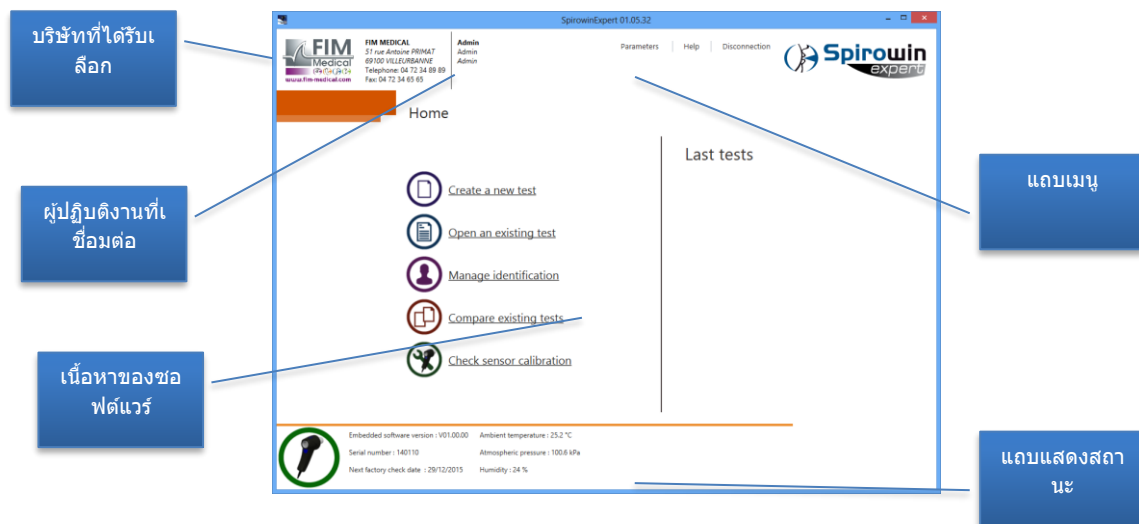 บริษัทที่ได้รับเ
ลือก
SpirowinExpert 01.05.32
FIM
Medical
www.fim-medical.com
FIM MEDICAL
51 rue Antoine PRIMAT
69100 VILLEURBANNE
Telephone: 04 72 34 89 89
Fax: 04 72 34 65 65
Admin
Admin
Admin
Parameters
Help
Disconnection
Spirowin
expert
Home
Last tests
Create a new test
Open an existing test
Manage identification
Compare existing tests
Check sensor calibration
ผู้ปฏิบัติงานที่เ
ชื่อมต่อ
แถบเมนู
เนื้อหาของซอ
ฟต์แวร์
Embedded software version : V01.00.00
Ambient temperature : 25.2 °C
Serial number : 140110
Atmospheric pressure : 100.6 kPa
Next factory check date : 29/12/2015
Humidity : 24 %
แถบแสดงสถา
นะ